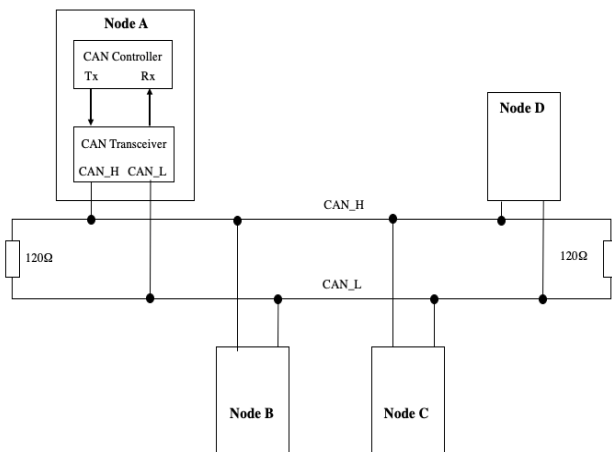 Node A
CAN Controller
Tx Rx
CAN Transceiver
CAN_H CAN_L
Node D
CAN_H
120Ω
120Ω
CAN_L
Node B
Node C